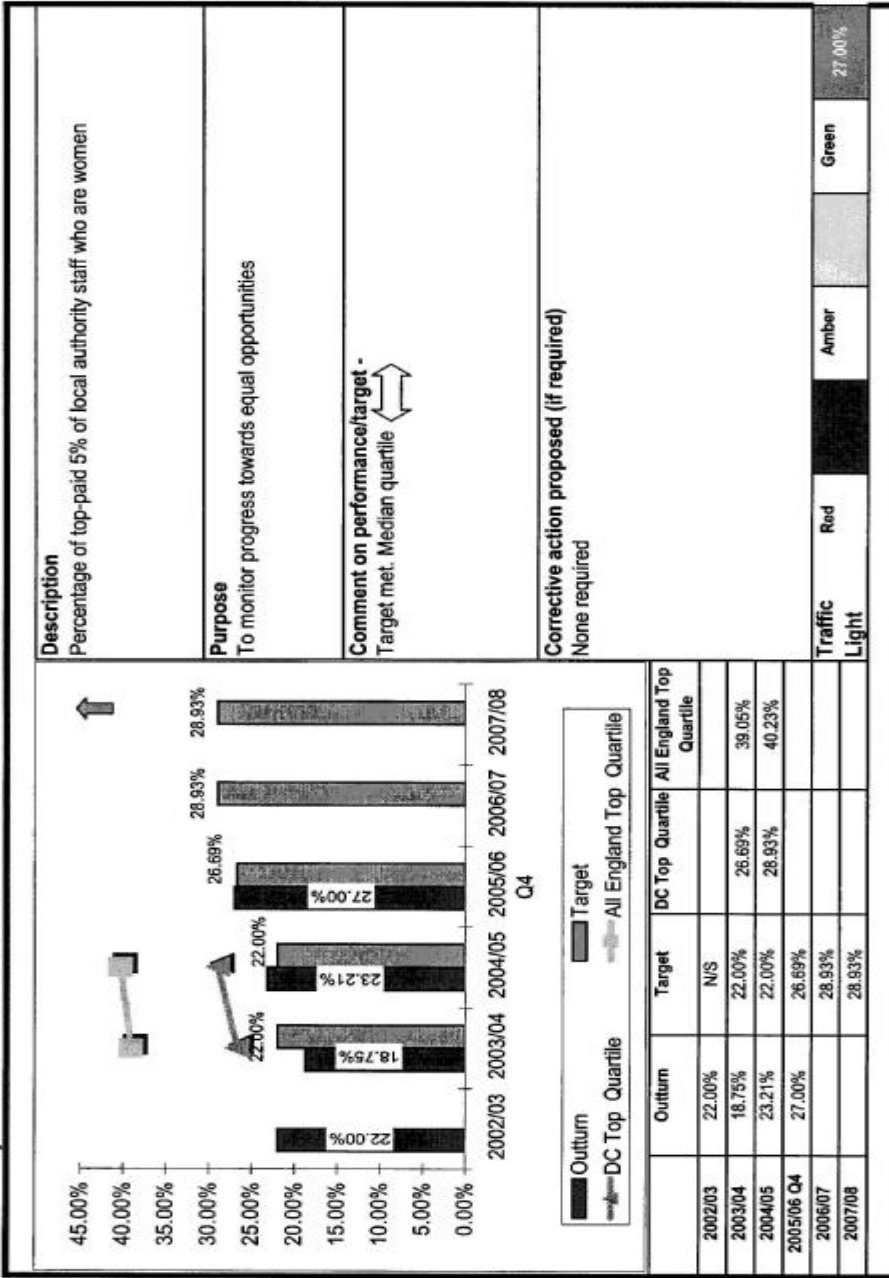 45.00%
40.00%
35.00%
30.00%
25.00%
20.00%
15.00%
10.00%
5.00%
0.00%
22.00%
18.75%
22.00%
23.21%
22.00%
27.00%
26.69%
28.93%
28.93%
2002/03 2003/04 2004/05 2005/06 2006/07 2007/08
Q4
Outturn Target
DC Top Quartile All England Top Quartile
Outturn Target DC Top Quartile All England Top
Quartile
2002/03 22.00% N/S
2003/04 18.75% 22.00% 26.69% 39.05%
2004/05 23.21% 22.00% 28.93% 40.23%
2005/06 Q4 27.00% 26.69%
2006/07 28.93%
2007/08 28.93%
Description
Percentage of top-paid 5% of local authority staff who are women
Purpose
To monitor progress towards equal opportunities
Comment on performance/target -
Target met. Median quartile
Corrective action proposed (if required)
None required
Traffic
Light
Red Amber Green 27.00%